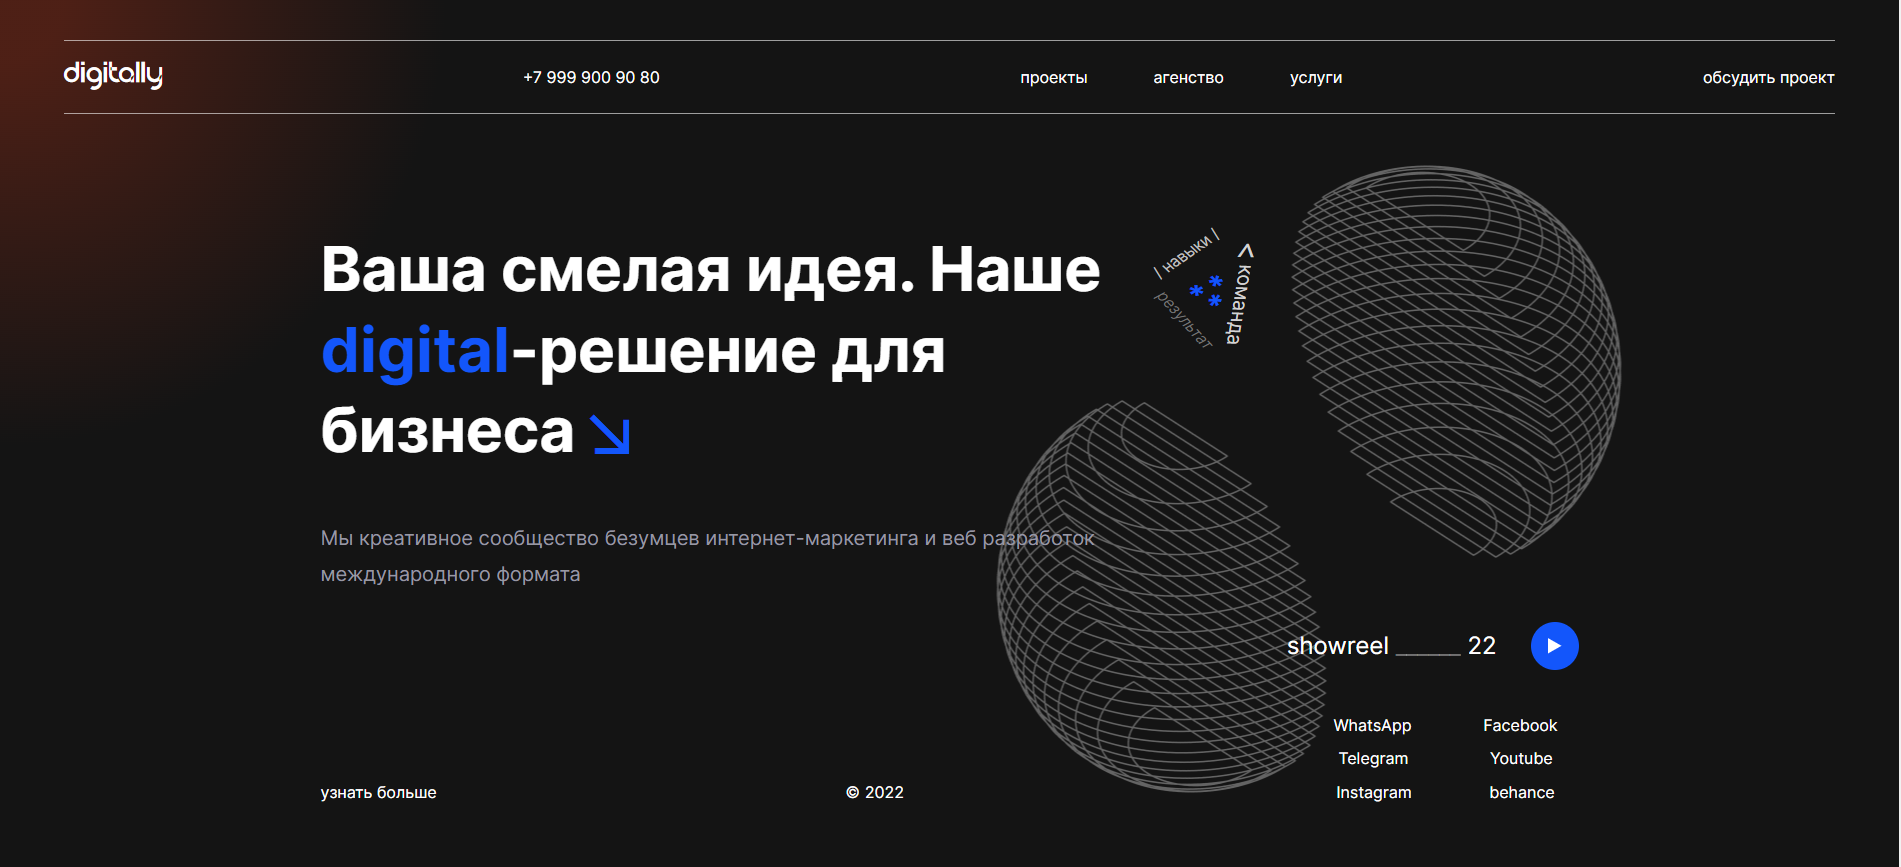 digitally
+7 999 900 90 80
проекты
агенство
услуги
обсудить проект
Ваша смелая идея. Наше
digital-решение для
бизнеса
| навыки |
< команда
результат
***
Мы креативное сообщество безумцев интернет-маркетинга и веб разработок
международного формата
showreel ______ 22
WhatsApp
Facebook
Telegram
Youtube
узнать больше
© 2022
Instagram
behance